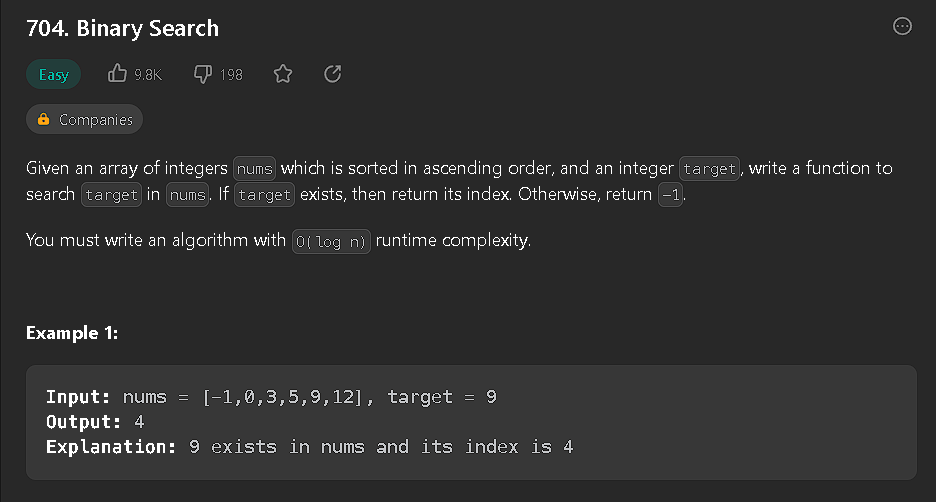 704. Binary Search
Easy 9.8K 198
Companies
Given an array of integers nums which is sorted in ascending order, and an integer target, write a function to
search target in nums. If target exists, then return its index. Otherwise, return -1.
You must write an algorithm with O(log n) runtime complexity.
Example 1:
Input: nums = [-1,0,3,5,9,12], target = 9
Output: 4
Explanation: 9 exists in nums and its index is 4